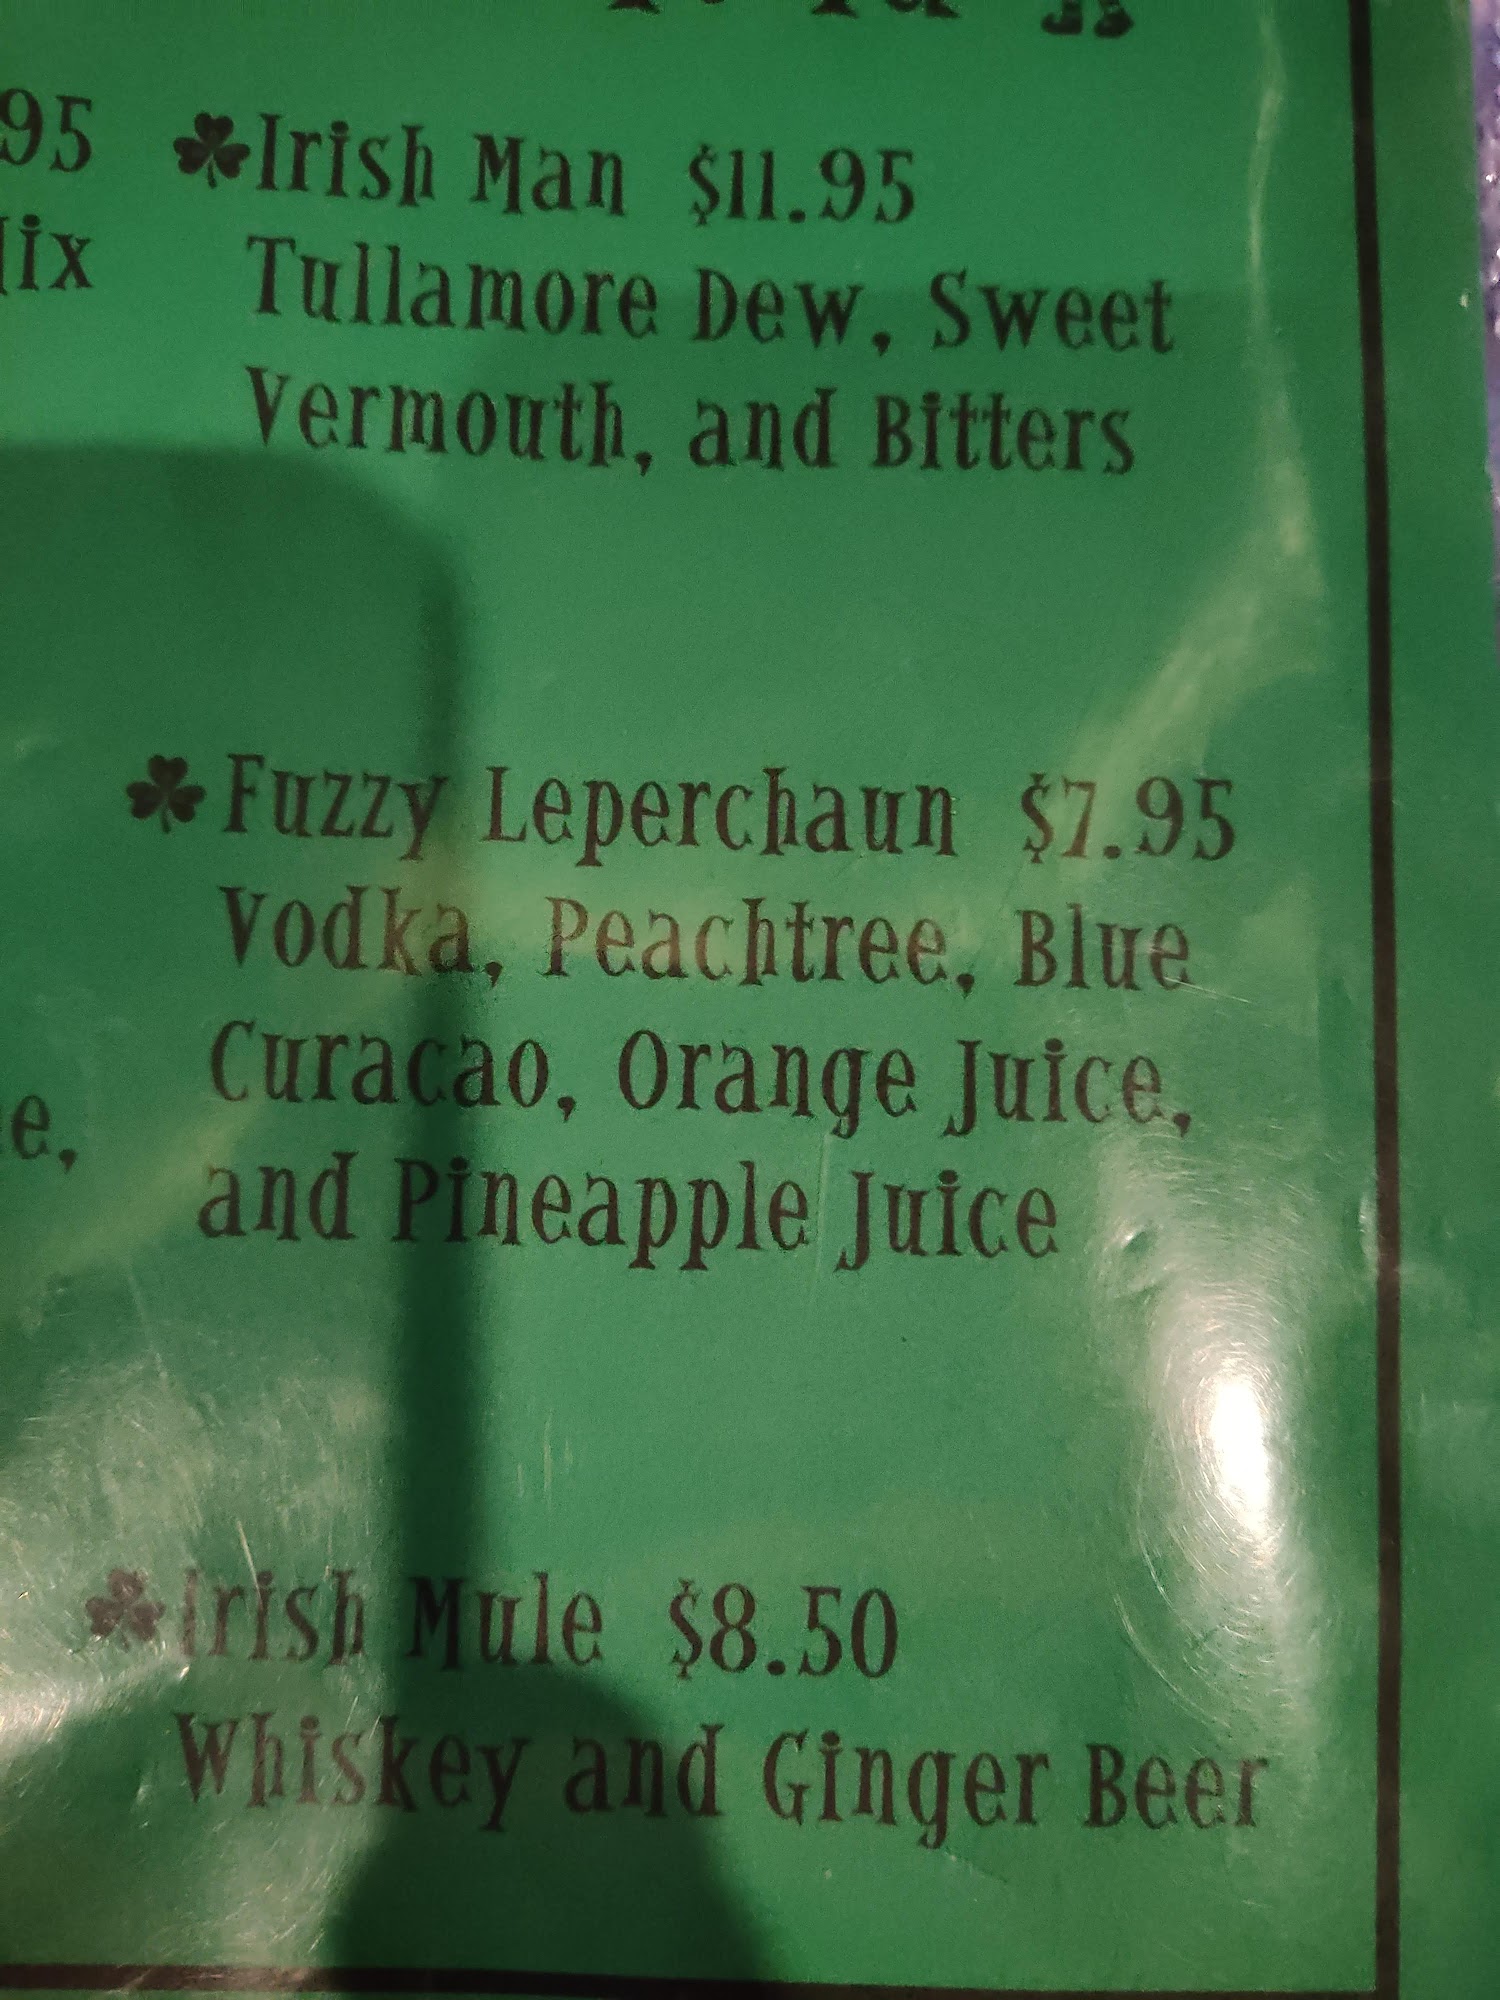 95
Irish Man $11.95
Tullamore Dew, Sweet
Vermouth, and Bitters
Fuzzy Leperchaun $7.95
Vodka, Peachtree, Blue
Curacao, Orange Juice,
and Pineapple Juice
Irish Mule $8.50
Whiskey and Ginger Beer